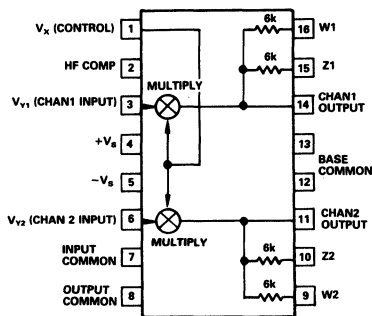 Vx (CONTROL) 1
HF COMP 2
VY1 (CHAN1 INPUT) 3
+Vs 4
−Vs 5
VY2 (CHAN 2 INPUT) 6
INPUT
COMMON 7
OUTPUT
COMMON 8
MULTIPLY
MULTIPLY
6k
16 W1
6k
15 Z1
14 CHAN1
OUTPUT
13
BASE
COMMON
12
11 CHAN2
OUTPUT
6k
10 Z2
6k
9 W2